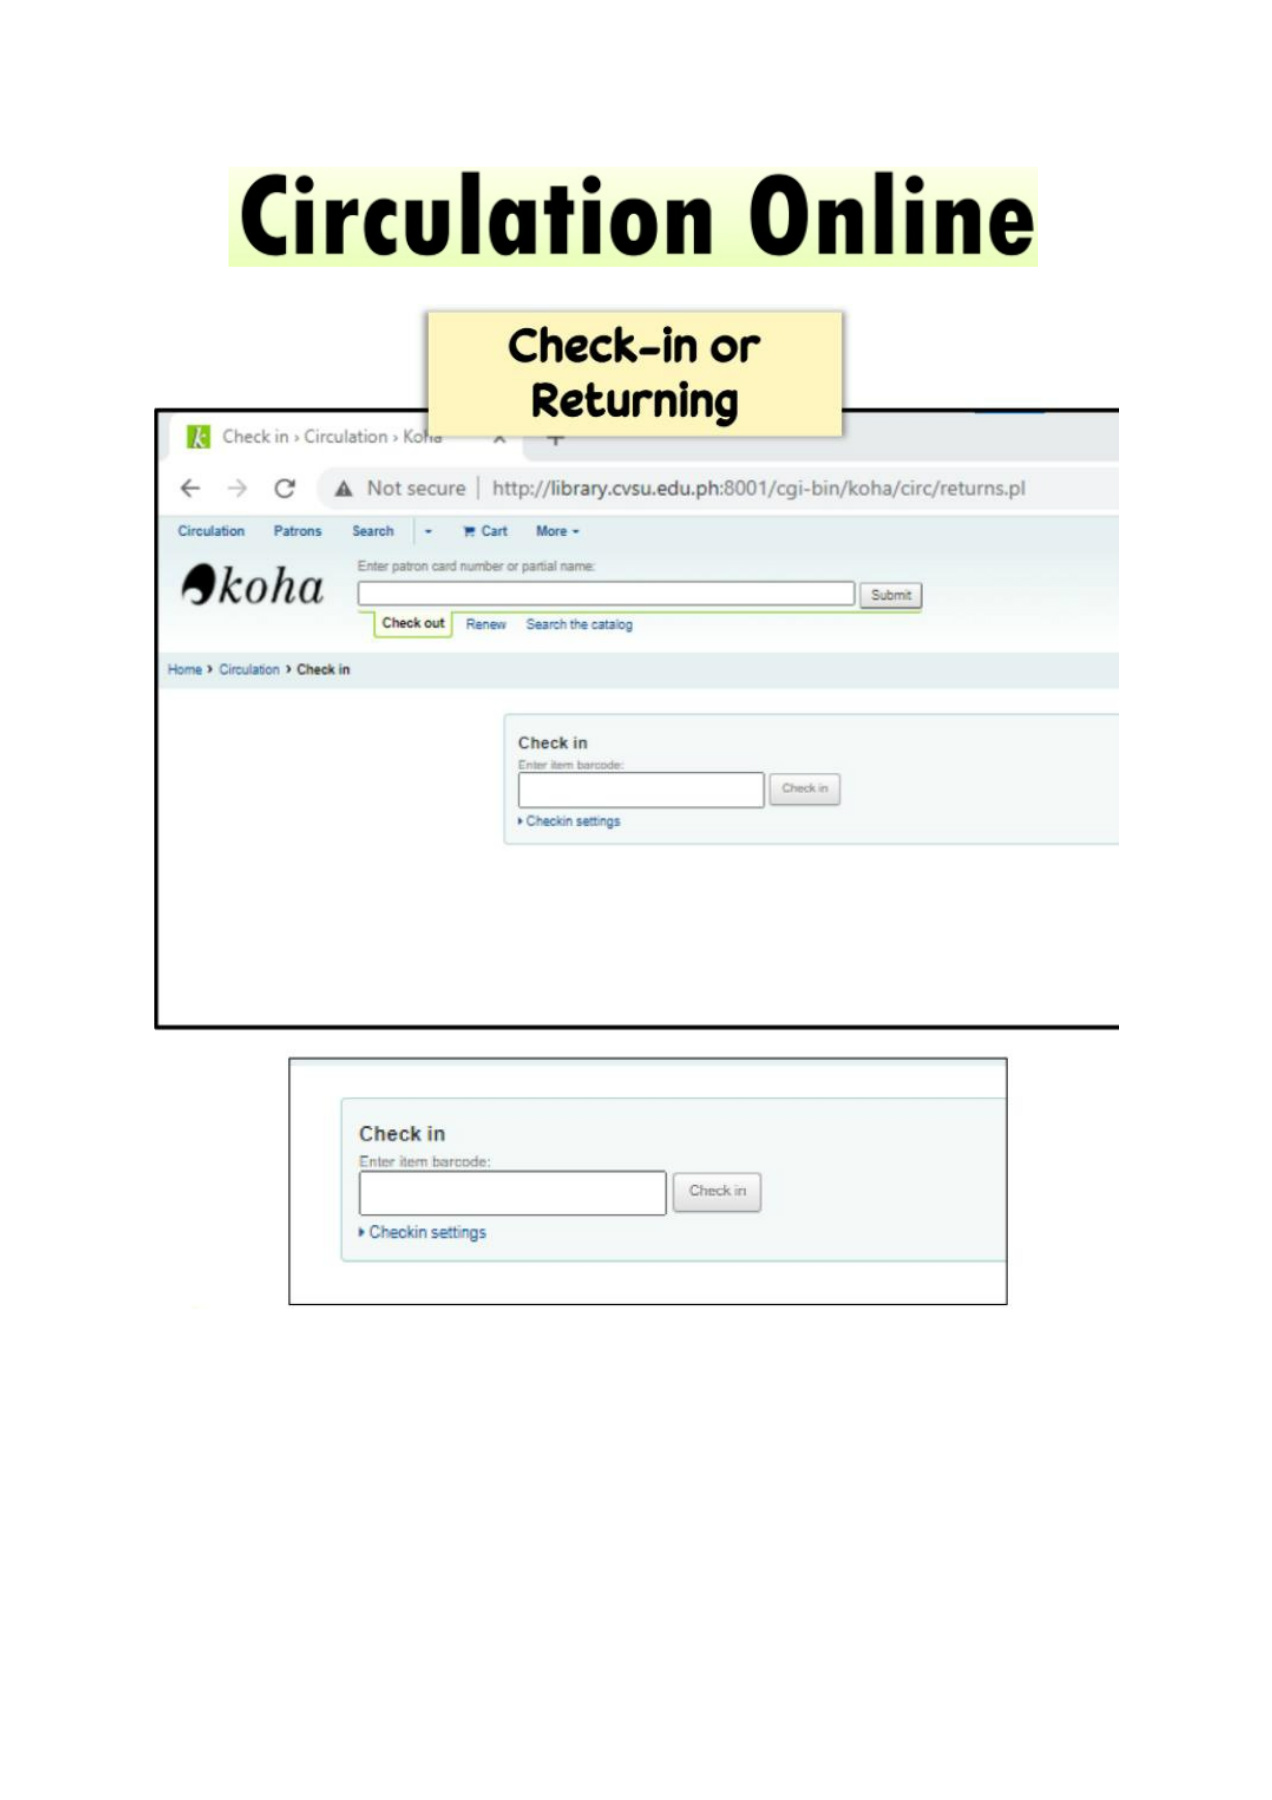 Circulation Online
Check-in or
Returning
Check in › Circulation › Koha
Not secure | http://library.cvsu.edu.ph:8001/cgi-bin/koha/circ/returns.pl
Circulation Patrons Search Cart More
koha
Enter patron card number or partial name:
Submit
Check out Renew Search the catalog
Home › Circulation › Check in
Check in
Enter item barcode:
Check in
Checkin settings
Check in
Enter item barcode:
Check in
Checkin settings